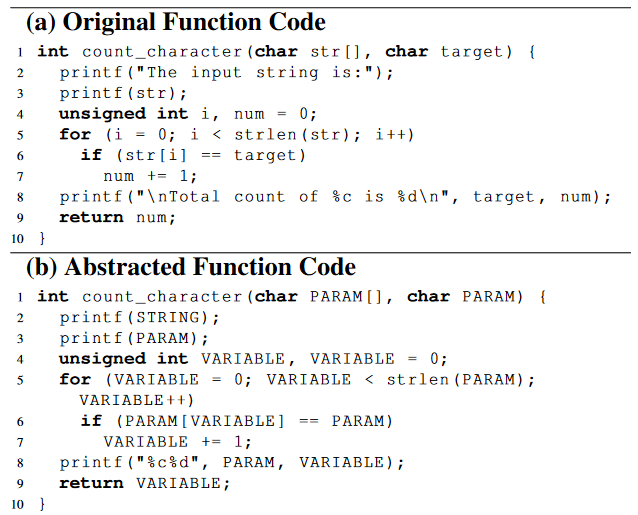 (a) Original Function Code
1 int count_character(char str[], char target) {
2 printf("The input string is:");
3 printf(str);
4 unsigned int i, num = 0;
5 for (i = 0; i < strlen(str); i++)
6 if (str[i] == target)
7 num += 1;
8 printf("\nTotal count of %c is %d\n", target, num);
9 return num;
10 }
(b) Abstracted Function Code
1 int count_character(char PARAM[], char PARAM) {
2 printf(STRING);
3 printf(PARAM);
4 unsigned int VARIABLE, VARIABLE = 0;
5 for (VARIABLE = 0; VARIABLE < strlen(PARAM);
VARIABLE++)
6 if (PARAM[VARIABLE] == PARAM)
7 VARIABLE += 1;
8 printf("%c%d", PARAM, VARIABLE);
9 return VARIABLE;
10 }